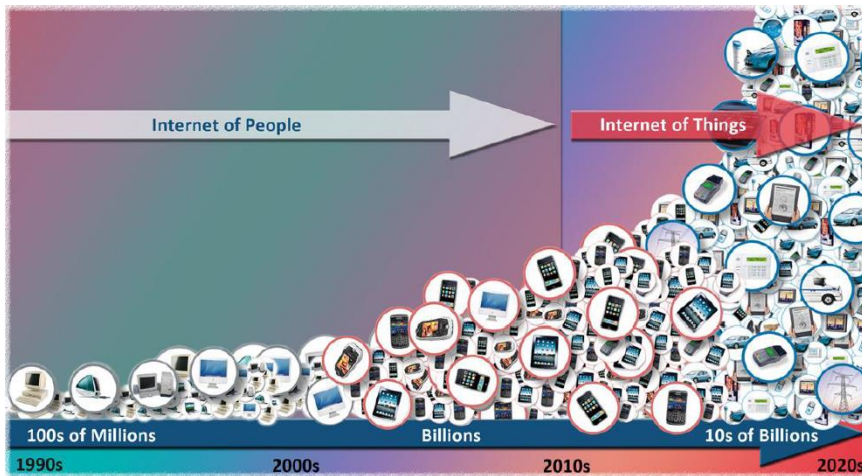 Internet of People
Internet of Things
100s of Millions
Billions
10s of Billions
1990s
2000s
2010s
2020s